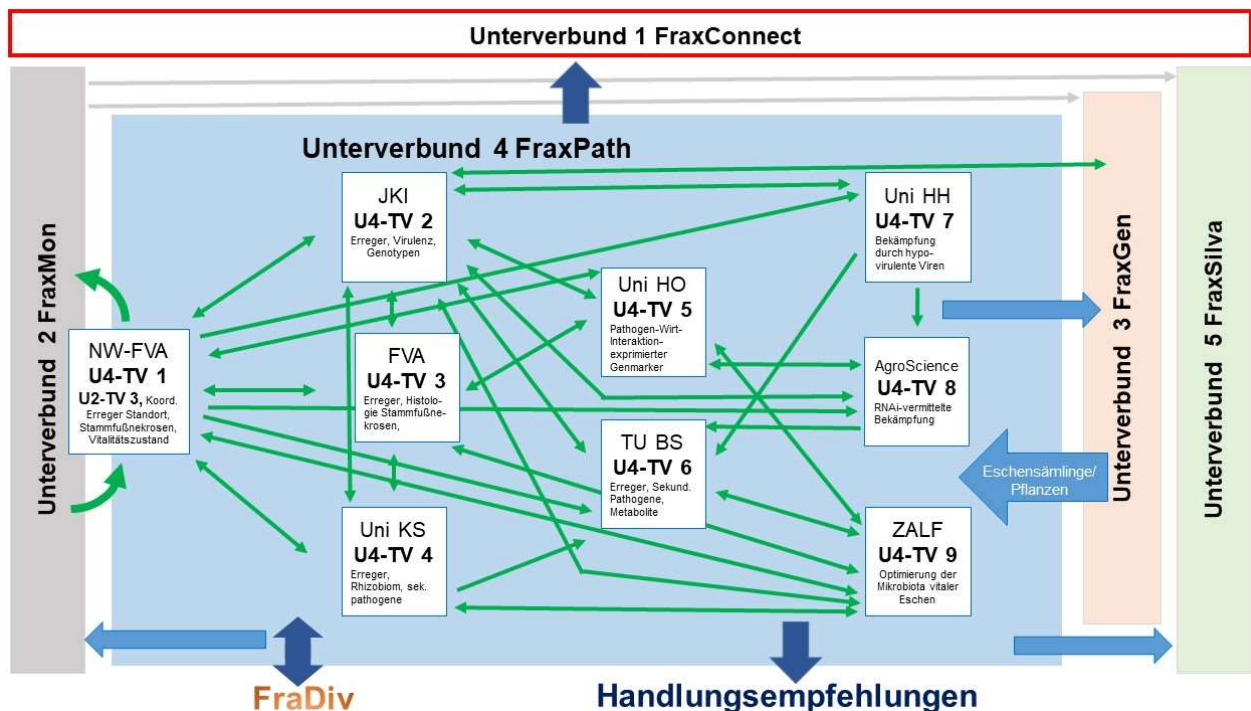 Unterverbund 1 FraxConnect
Unterverbund 2 FraxMon
Unterverbund 4 FraxPath
JKI
U4-TV 2
Erreger, Virulenz,
Genotypen
Uni HH
U4-TV 7
Bekämpfung
durch hypo-
virulente Viren
Uni HO
U4-TV 5
Pathogen-Wirt-
Interaktion-
exprimierter
Genmarker
NW-FVA
U4-TV 1
U2-TV 3, Koord.
Erreger Standort,
Stammfußnekrosen,
Vitalitätszustand
FVA
U4-TV 3
Erreger, Histolo-
gie Stammfußne-
krosen,
AgroScience
U4-TV 8
RNAi-vermittelte
Bekämpfung
TU BS
U4-TV 6
Erreger, Sekund.
Pathogene,
Metabolite
Uni KS
U4-TV 4
Erreger,
Rhizobiom, sek.
pathogene
ZALF
U4-TV 9
Optimierung der
Mikrobiota vitaler
Eschen
Eschensämlinge/
Pflanzen
Unterverbund 3 FraxGen
Unterverbund 5 FraxSilva
FraDiv
Handlungsempfehlungen